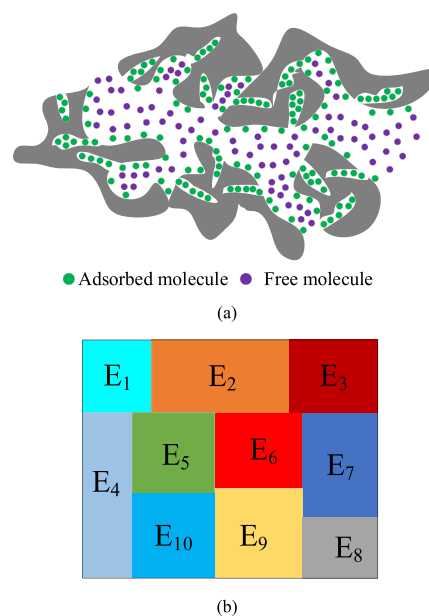 Adsorbed molecule Free molecule
(a)
E₁ E₂ E₃
E₄ E₅ E₆ E₇
E₁₀ E₉ E₈
(b)